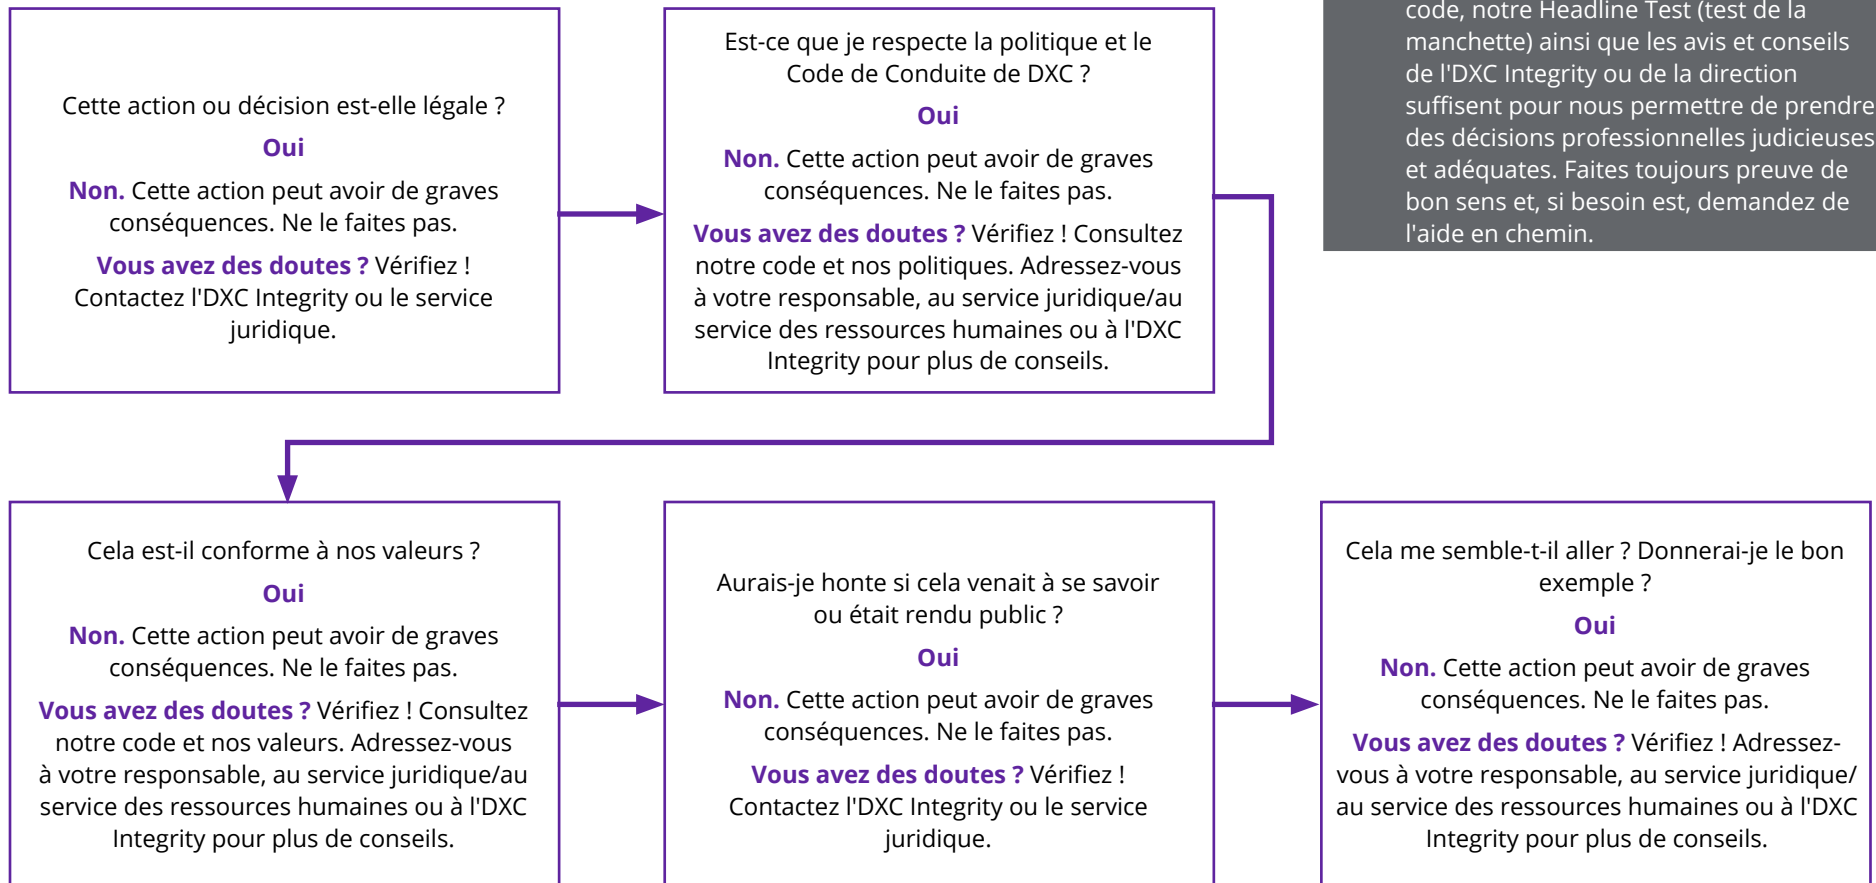 Cette action ou décision est-elle légale ?
Oui
Non. Cette action peut avoir de graves
conséquences. Ne le faites pas.
Vous avez des doutes ? Vérifiez !
Contactez l'DXC Integrity ou le service
juridique.
Est-ce que je respecte la politique et le
Code de Conduite de DXC ?
Oui
Non. Cette action peut avoir de graves
conséquences. Ne le faites pas.
Vous avez des doutes ? Vérifiez ! Consultez
notre code et nos politiques. Adressez-vous
à votre responsable, au service juridique/au
service des ressources humaines ou à l'DXC
Integrity pour plus de conseils.
code, notre Headline Test (test de la
manchette) ainsi que les avis et conseils
de l'DXC Integrity ou de la direction
suffisent pour nous permettre de prendre
des décisions professionnelles judicieuses
et adéquates. Faites toujours preuve de
bon sens et, si besoin est, demandez de
l'aide en chemin.
Cela est-il conforme à nos valeurs ?
Oui
Non. Cette action peut avoir de graves
conséquences. Ne le faites pas.
Vous avez des doutes ? Vérifiez ! Consultez
notre code et nos valeurs. Adressez-vous
à votre responsable, au service juridique/au
service des ressources humaines ou à l'DXC
Integrity pour plus de conseils.
Aurais-je honte si cela venait à se savoir
ou était rendu public ?
Oui
Non. Cette action peut avoir de graves
conséquences. Ne le faites pas.
Vous avez des doutes ? Vérifiez !
Contactez l'DXC Integrity ou le service
juridique.
Cela me semble-t-il aller ? Donnerai-je le bon
exemple ?
Oui
Non. Cette action peut avoir de graves
conséquences. Ne le faites pas.
Vous avez des doutes ? Vérifiez ! Adressez-
vous à votre responsable, au service juridique/
au service des ressources humaines ou à l'DXC
Integrity pour plus de conseils.